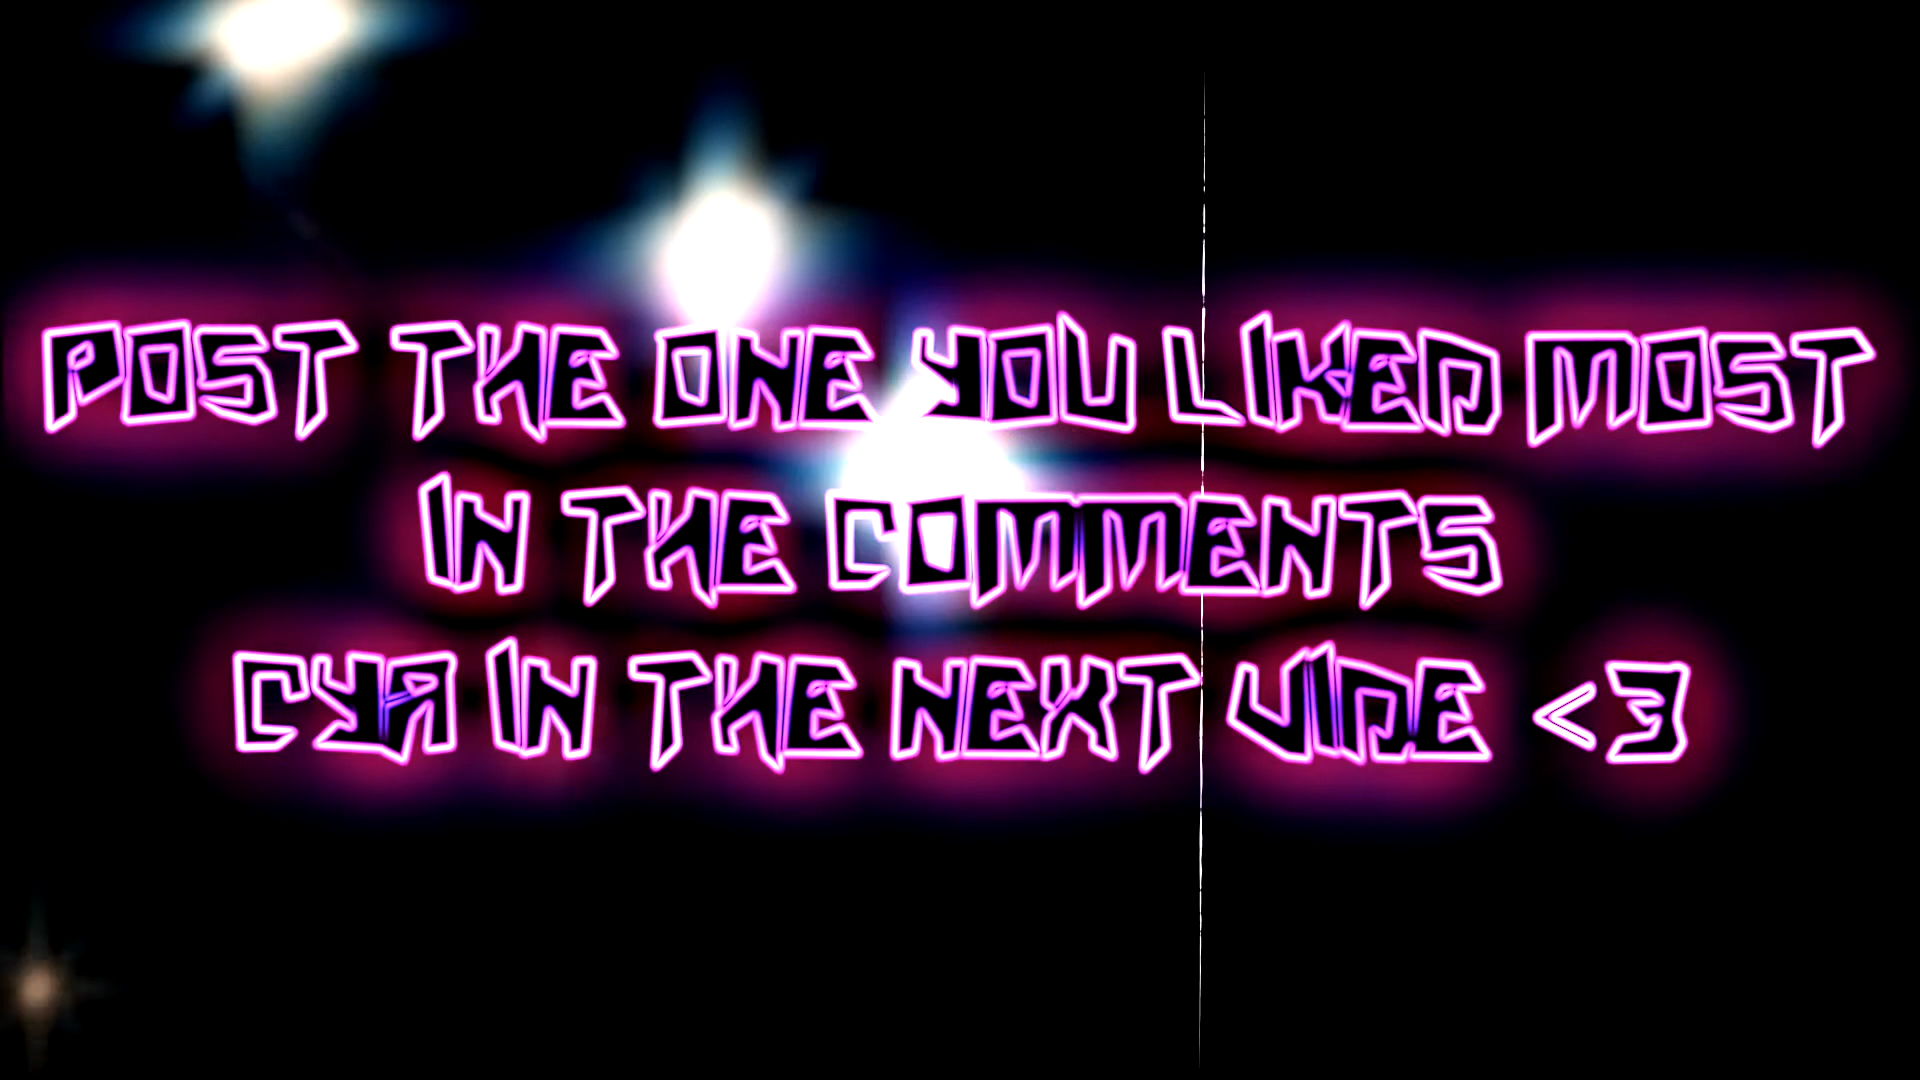 POST THE ONE YOU LIKED MOST
IN THE COMMENTS
CYA IN THE NEXT VIDE <3